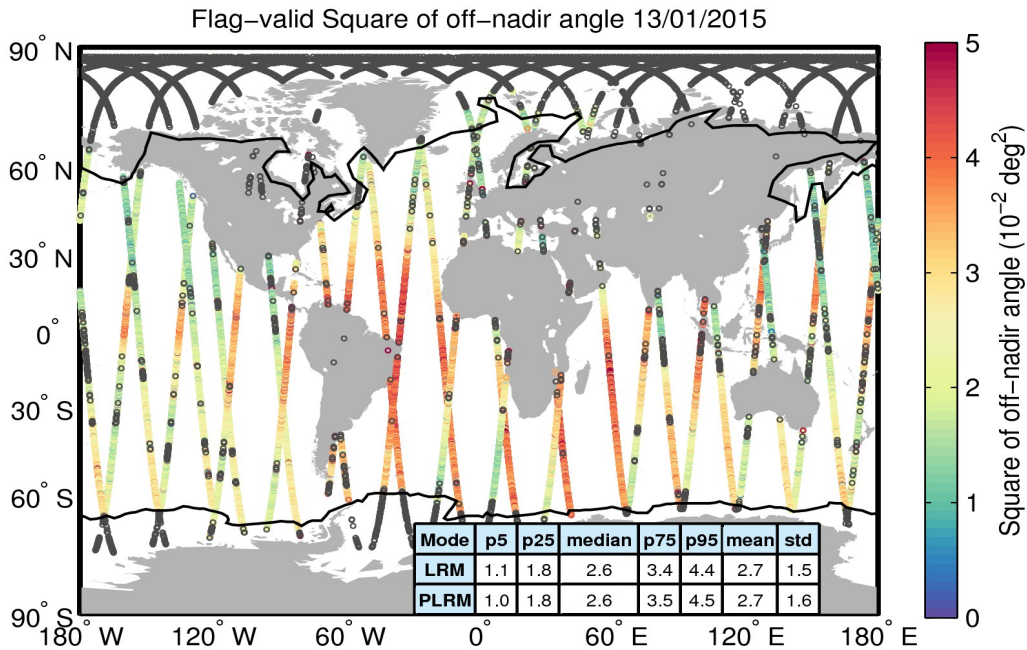 Flag−valid Square of off−nadir angle 13/01/2015
90° N
60° N
30° N
0°
30° S
60° S
90° S
180° W
120° W
60° W
0°
60° E
120° E
180° E
Mode p5 p25 median p75 p95 mean std
LRM 1.1 1.8 2.6 3.4 4.4 2.7 1.5
PLRM 1.0 1.8 2.6 3.5 4.5 2.7 1.6
5
4
3
2
1
0
Square of off−nadir angle (10⁻² deg²)